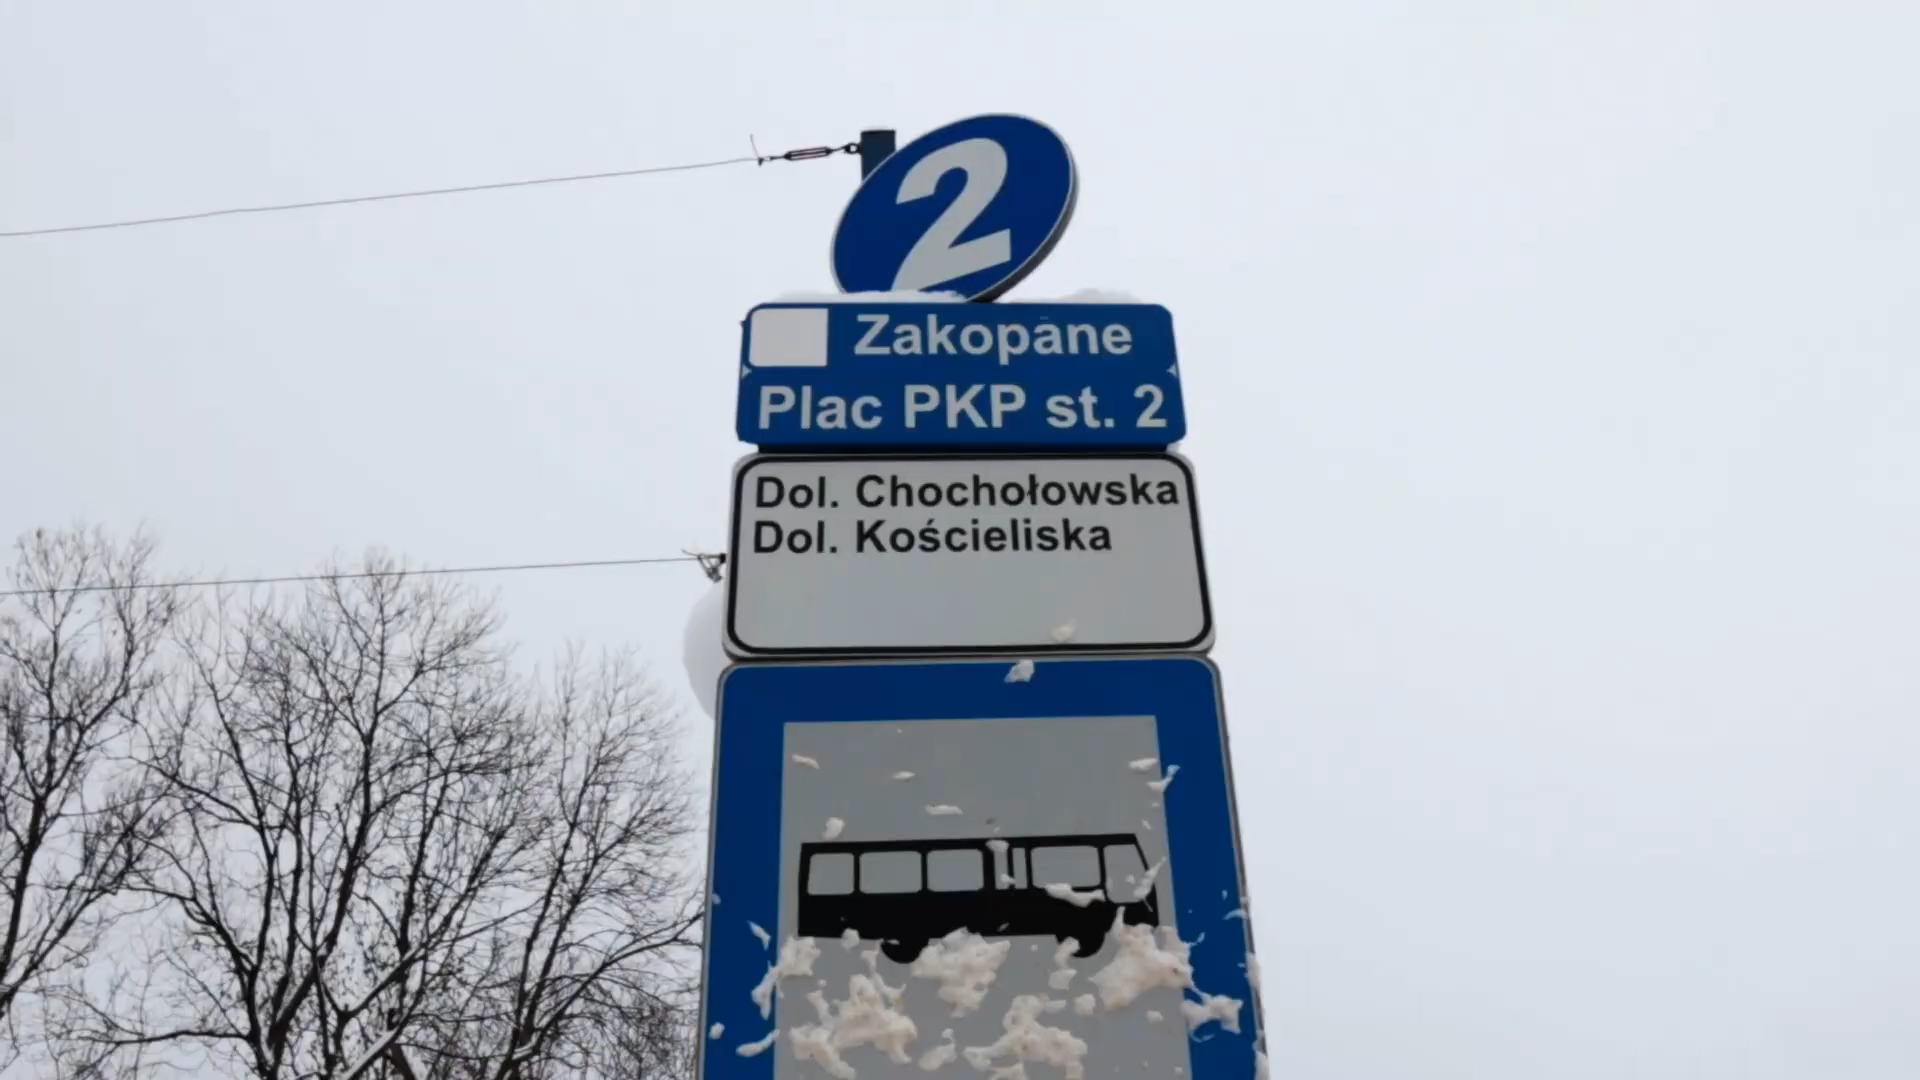 2
Zakopane
Plac PKP st. 2
Dol. Chochołowska
Dol. Kościeliska